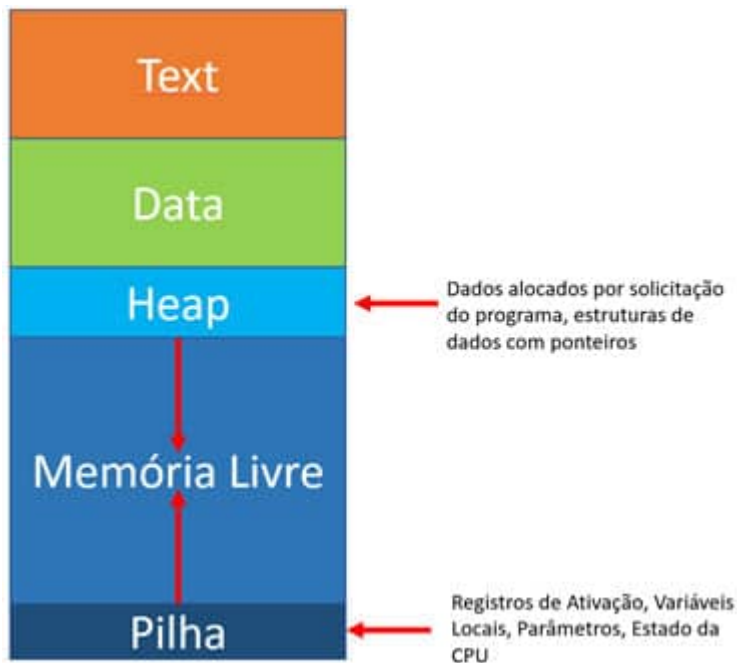 Text
Data
Heap
Dados alocados por solicitação
do programa, estruturas de
dados com ponteiros
Memória Livre
Pilha
Registros de Ativação, Variáveis
Locais, Parâmetros, Estado da
CPU